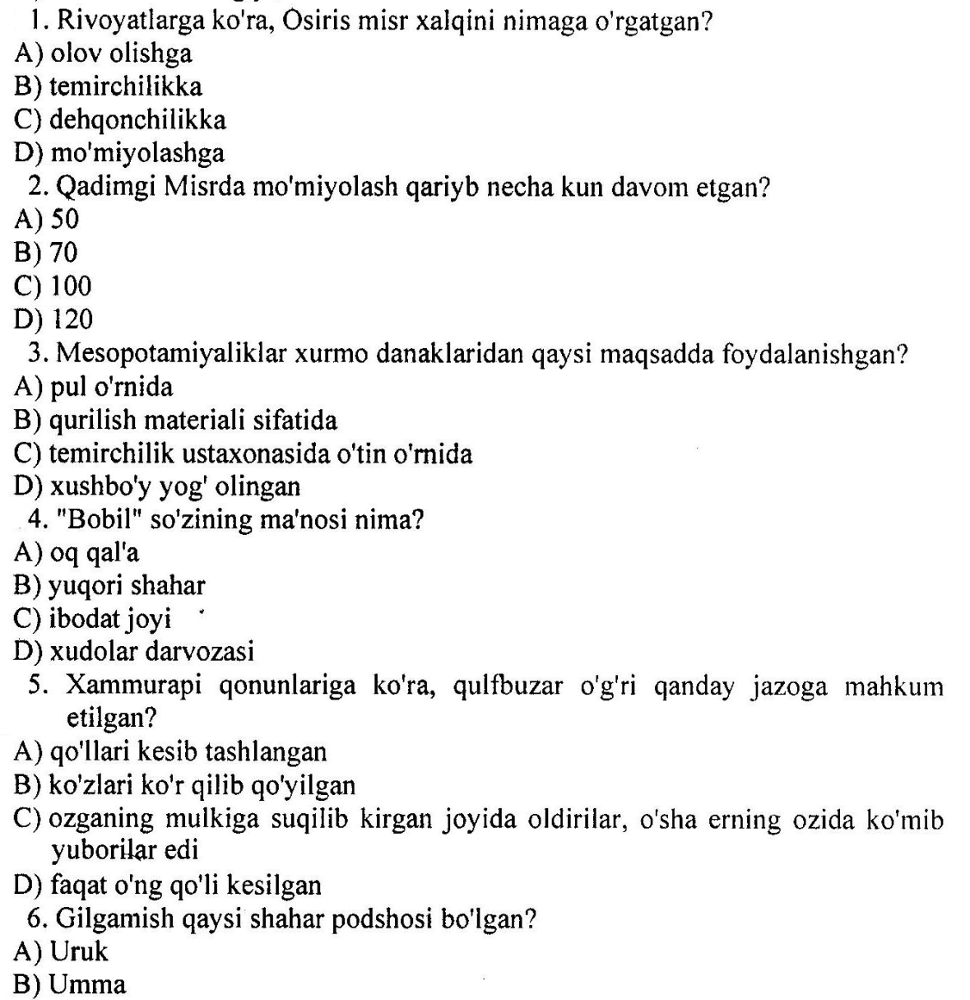 1. Rivoyatlarga ko'ra, Osiris misr xalqini nimaga o'rgatgan?
A) olov olishga
B) temirchilikka
C) dehqonchilikka
D) mo'miyolashga
2. Qadimgi Misrda mo'miyolash qariyb necha kun davom etgan?
A) 50
B) 70
C) 100
D) 120
3. Mesopotamiyaliklar xurmo danaklaridan qaysi maqsadda foydalanishgan?
A) pul o'rnida
B) qurilish materiali sifatida
C) temirchilik ustaxonasida o'tin o'rnida
D) xushbo'y yog' olingan
4. "Bobil" so'zining ma'nosi nima?
A) oq qal'a
B) yuqori shahar
C) ibodat joyi
D) xudolar darvozasi
5. Xammurapi qonunlariga ko'ra, qulfbuzar o'g'ri qanday jazoga mahkum
etilgan?
A) qo'llari kesib tashlangan
B) ko'zlari ko'r qilib qo'yilgan
C) ozganing mulkiga suqilib kirgan joyida oldirilar, o'sha erning ozida ko'mib
yuborilar edi
D) faqat o'ng qo'li kesilgan
6. Gilgamish qaysi shahar podshosi bo'lgan?
A) Uruk
B) Umma